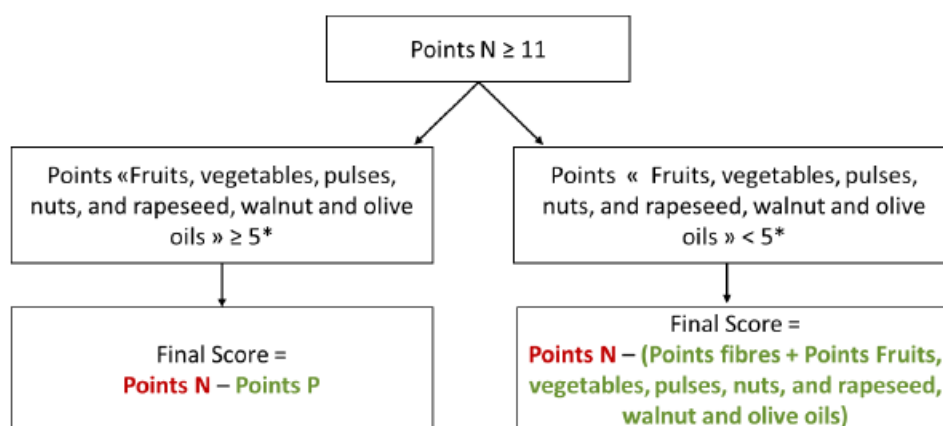 Points N ≥ 11
Points «Fruits, vegetables, pulses,
nuts, and rapeseed, walnut and olive
oils » ≥ 5*
Points « Fruits, vegetables, pulses,
nuts, and rapeseed, walnut and olive
oils » < 5*
Final Score =
Points N – Points P
Final Score =
Points N – (Points fibres + Points Fruits,
vegetables, pulses, nuts, and rapeseed,
walnut and olive oils)